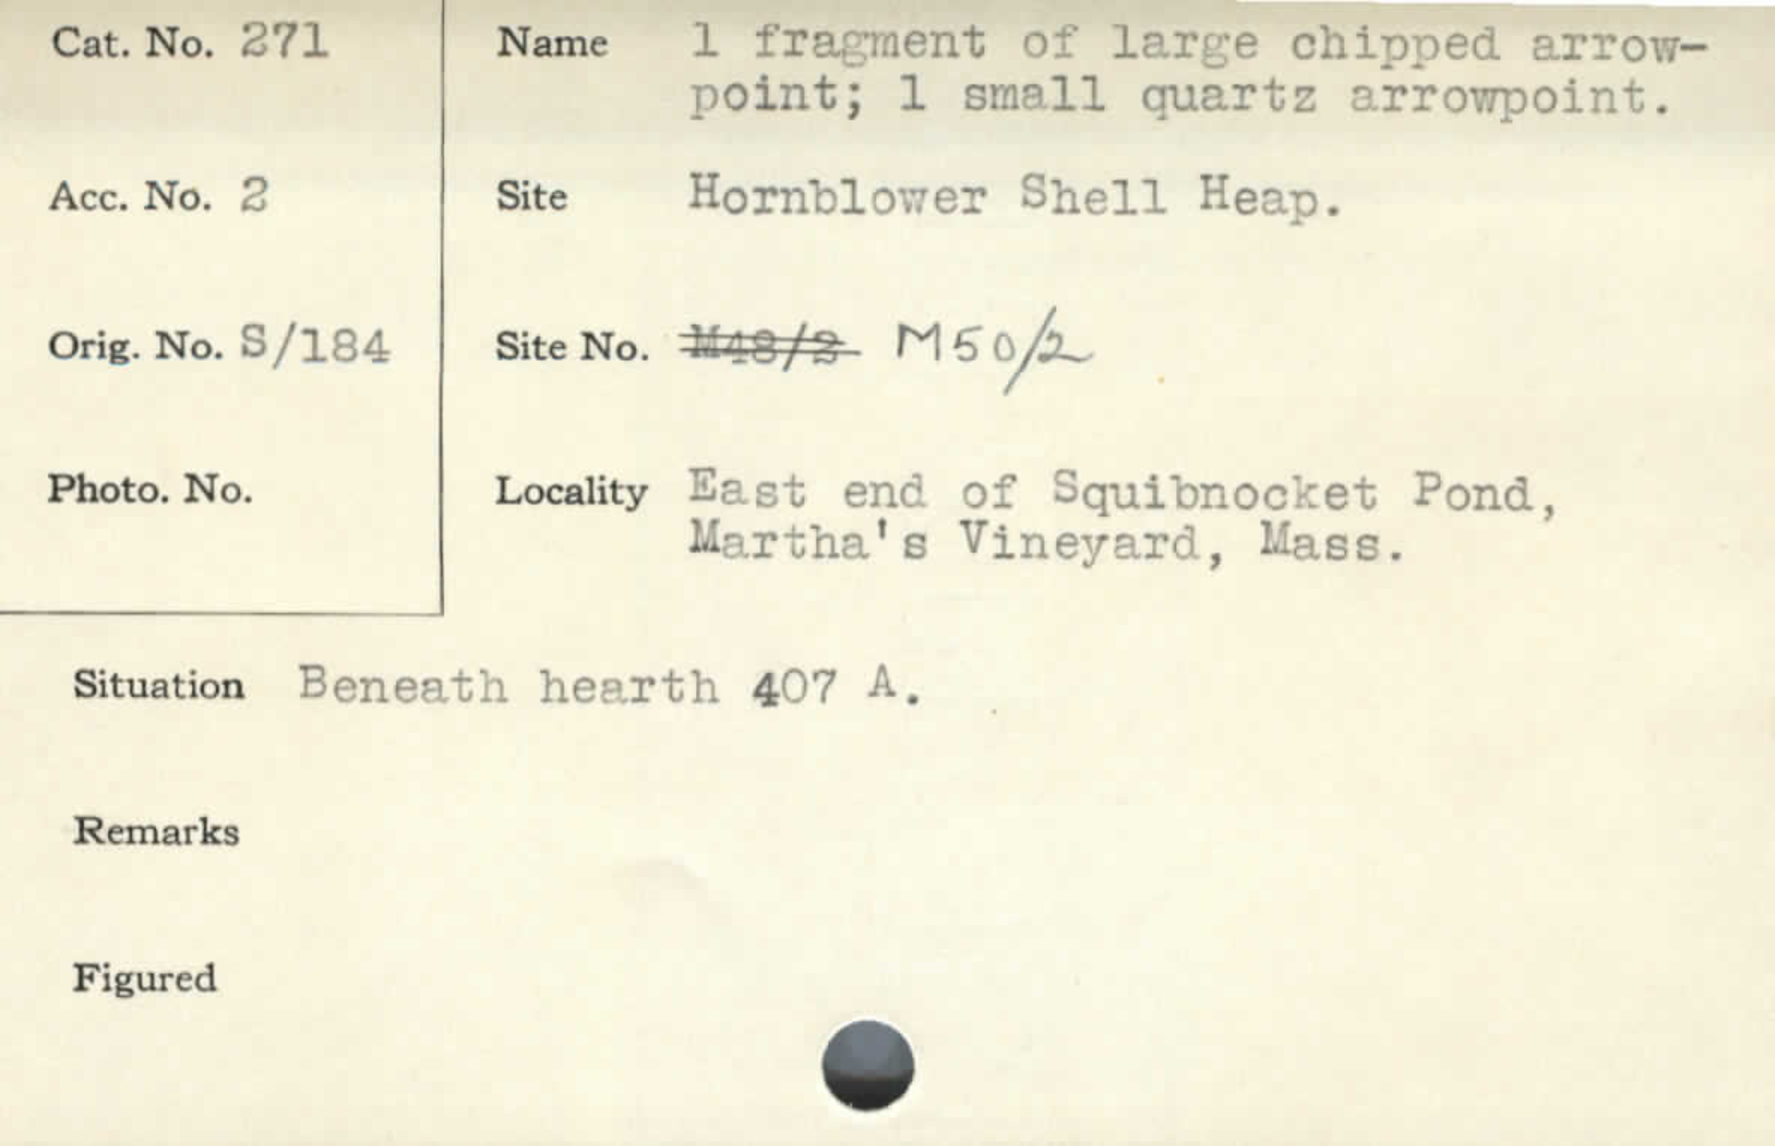 Cat. No. 271
Name 1 fragment of large chipped arrow-
point; 1 small quartz arrowpoint.
Acc. No. 2
Site Hornblower Shell Heap.
Orig. No. S/184
Site No. M48/2 M50/2
Photo. No.
Locality East end of Squibnocket Pond,
Martha's Vineyard, Mass.
Situation Beneath hearth 407 A.
Remarks
Figured